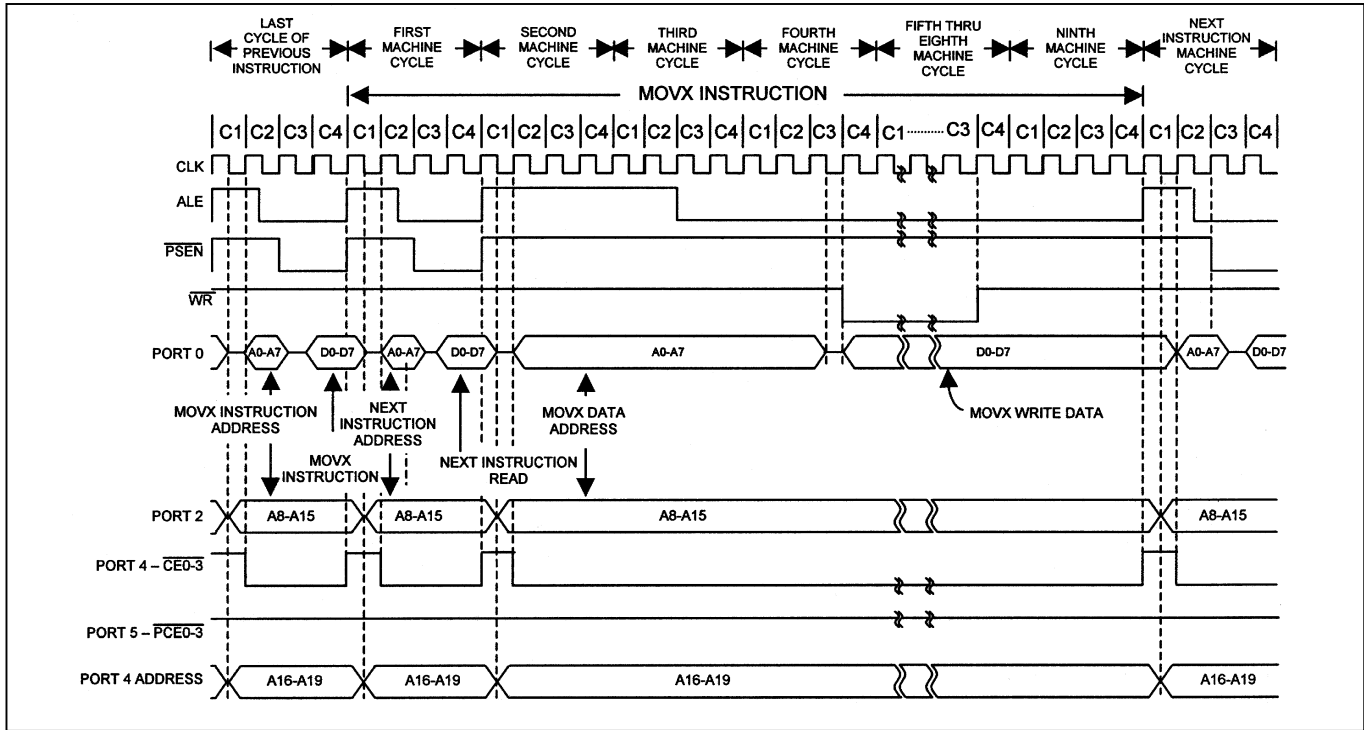 LAST CYCLE OF PREVIOUS INSTRUCTION
FIRST MACHINE CYCLE
SECOND MACHINE CYCLE
THIRD MACHINE CYCLE
FOURTH MACHINE CYCLE
FIFTH THRU EIGHTH MACHINE CYCLE
NINTH MACHINE CYCLE
NEXT INSTRUCTION MACHINE CYCLE
MOVX INSTRUCTION
C1 C2 C3 C4 C1 C2 C3 C4 C1 C2 C3 C4 C1 C2 C3 C1 C2 C3 C4 C1 ......... C3 C4 C1 C2 C3 C4 C1 C2 C3 C4
CLK
ALE
PSEN
WR
PORT 0 A0-A7 D0-D7 A0-A7 D0-D7 A0-A7 D0-D7 A0-A7 D0-D7
MOVX INSTRUCTION ADDRESS
MOVX INSTRUCTION
NEXT INSTRUCTION ADDRESS
NEXT INSTRUCTION READ
MOVX DATA ADDRESS
MOVX WRITE DATA
PORT 2 A8-A15 A8-A15 A8-A15 A8-A15
PORT 4 – CE0-3
PORT 5 – PCE0-3
PORT 4 ADDRESS A16-A19 A16-A19 A16-A19 A16-A19